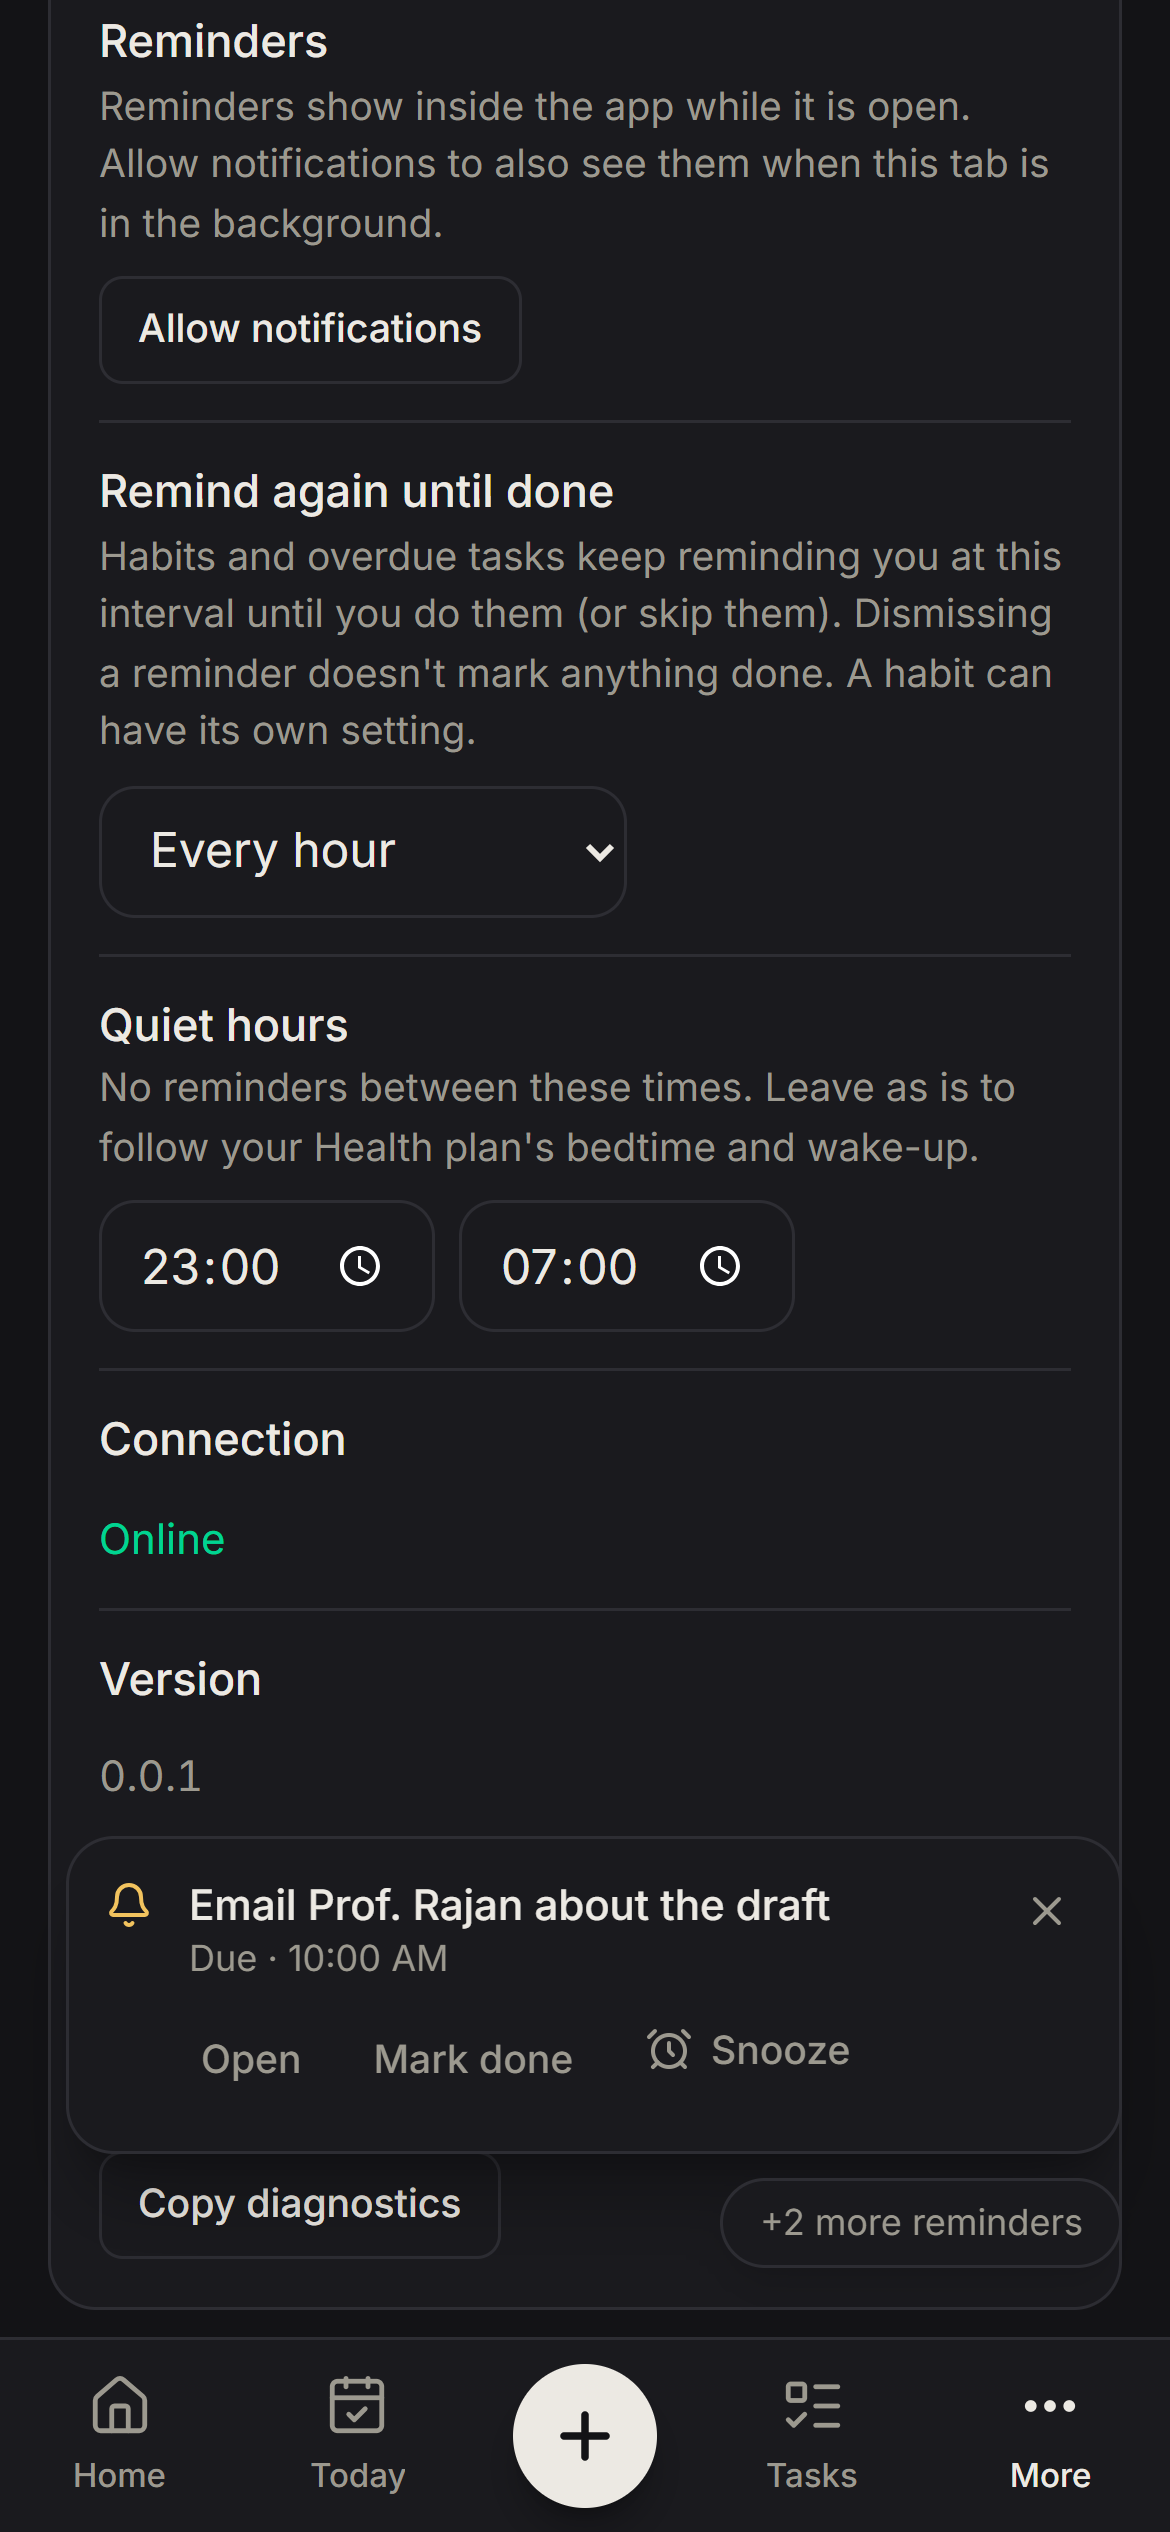 Reminders
Reminders show inside the app while it is open.
Allow notifications to also see them when this tab is
in the background.
Allow notifications
Remind again until done
Habits and overdue tasks keep reminding you at this
interval until you do them (or skip them). Dismissing
a reminder doesn't mark anything done. A habit can
have its own setting.
Every hour
Quiet hours
No reminders between these times. Leave as is to
follow your Health plan's bedtime and wake-up.
23:00 07:00
Connection
Online
Version
0.0.1
Email Prof. Rajan about the draft
Due · 10:00 AM
Open Mark done Snooze
Copy diagnostics
+2 more reminders
Home Today Tasks More